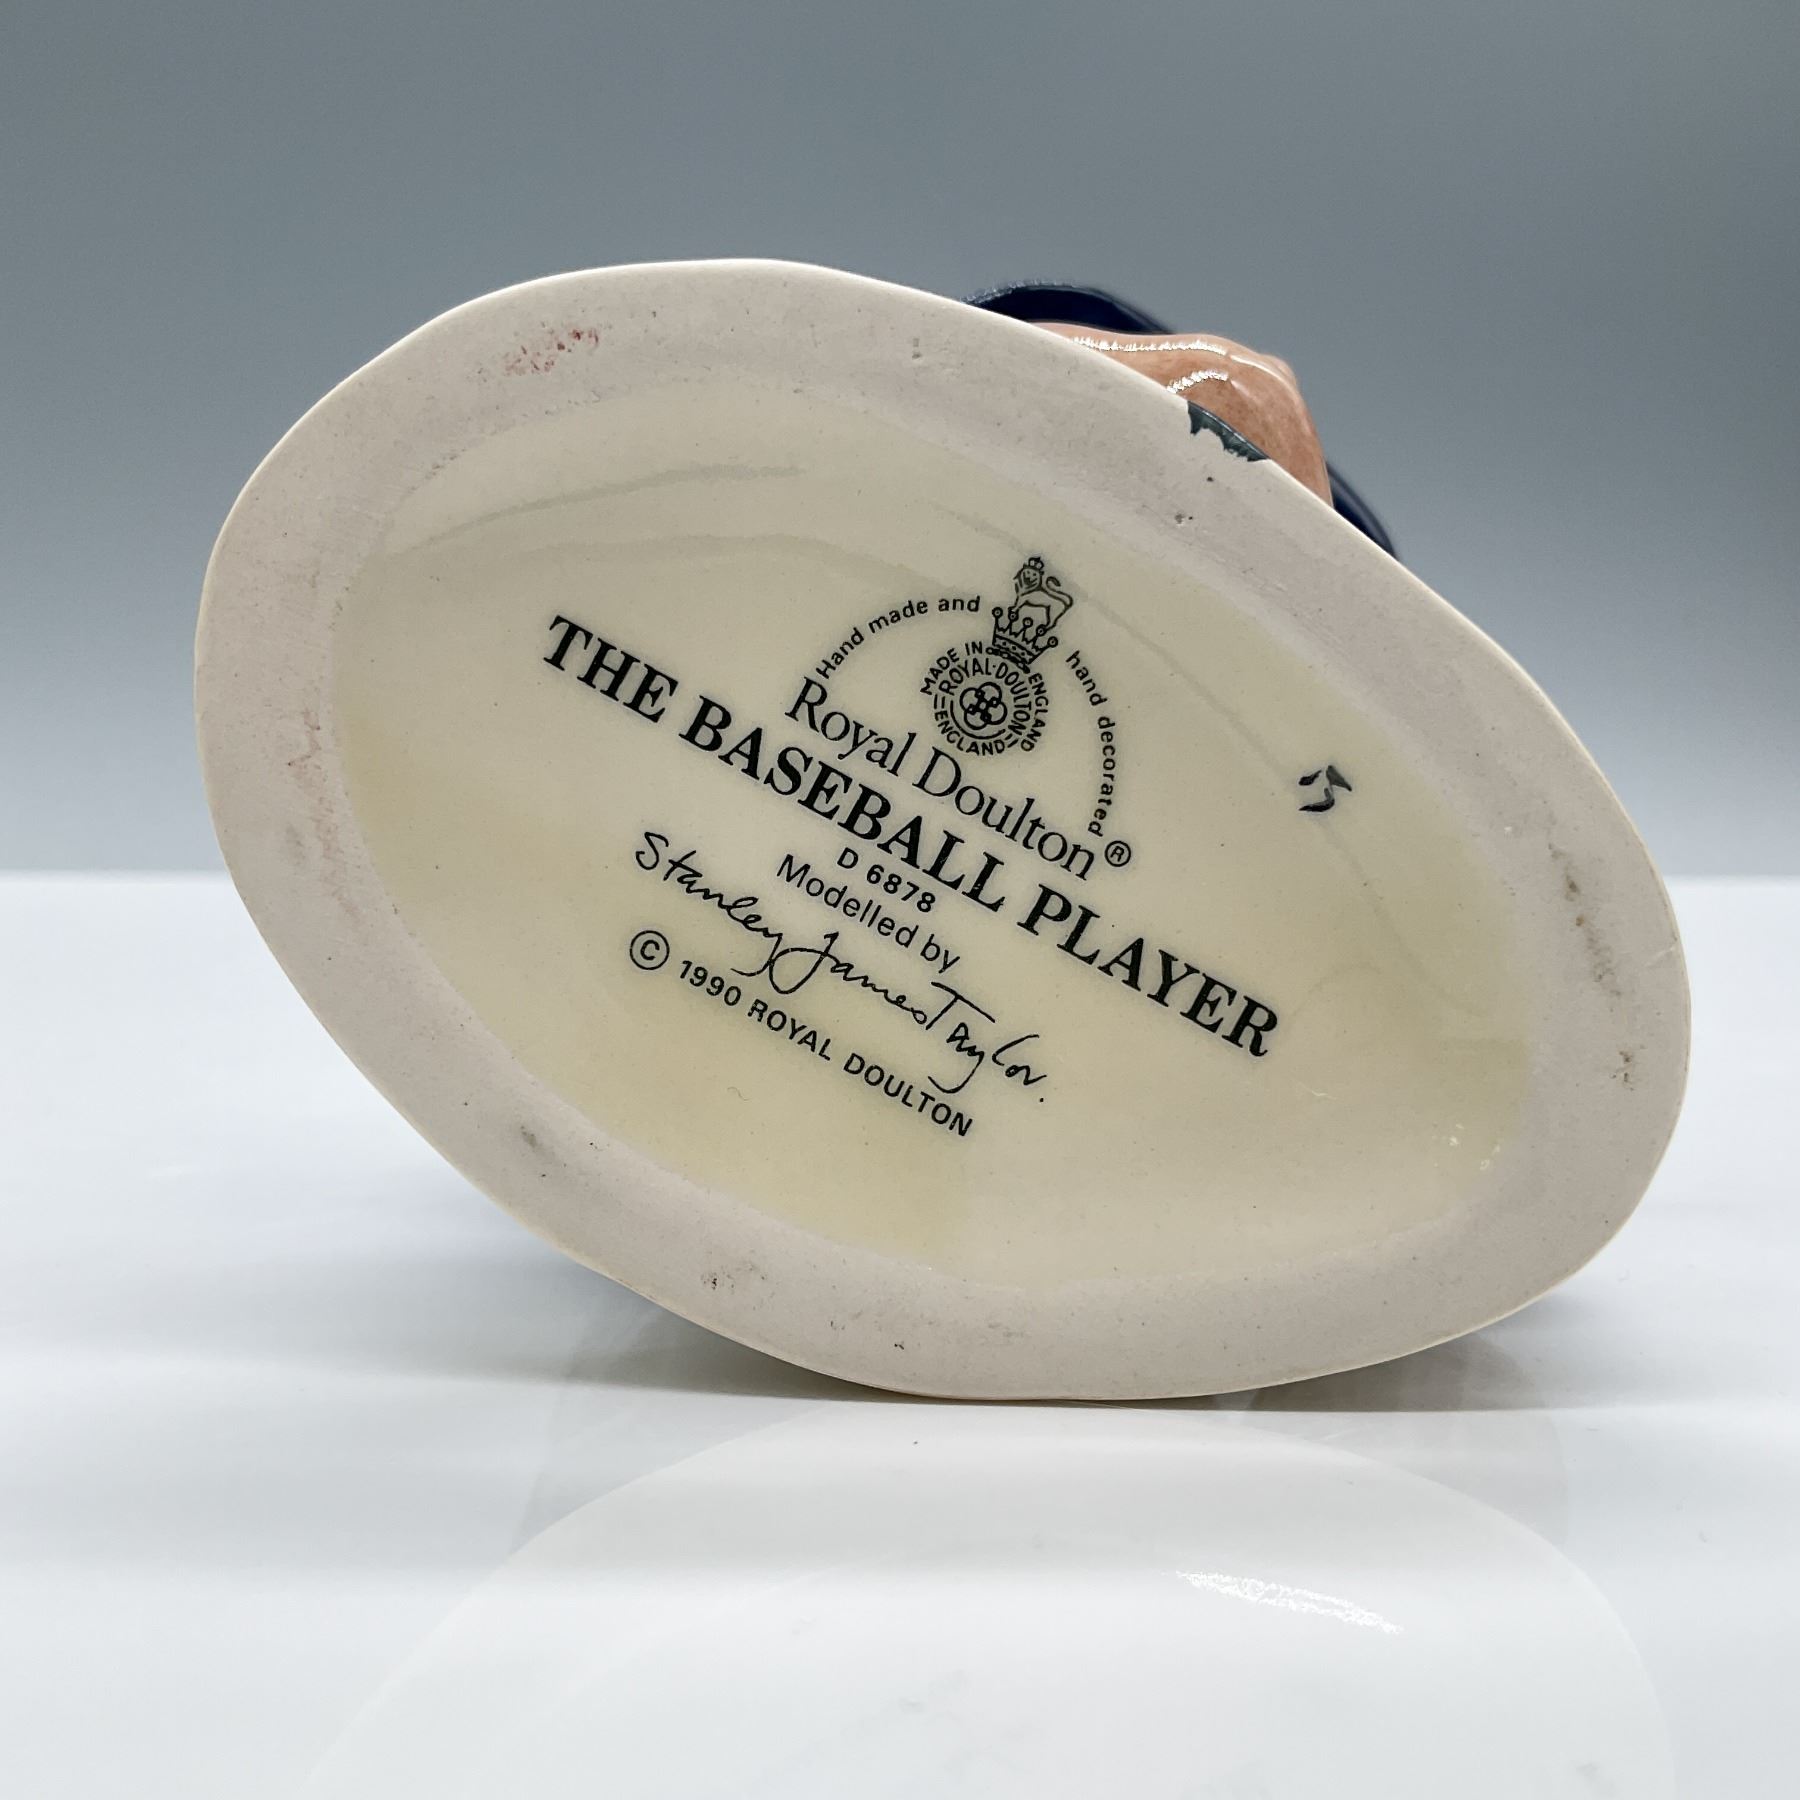 Hand made and hand decorated
MADE IN ENGLAND
ROYAL·DOULTON
ENGLAND
Royal Doulton®
THE BASEBALL PLAYER
D 6878
Modelled by
Stanley James Taylor.
© 1990 ROYAL DOULTON